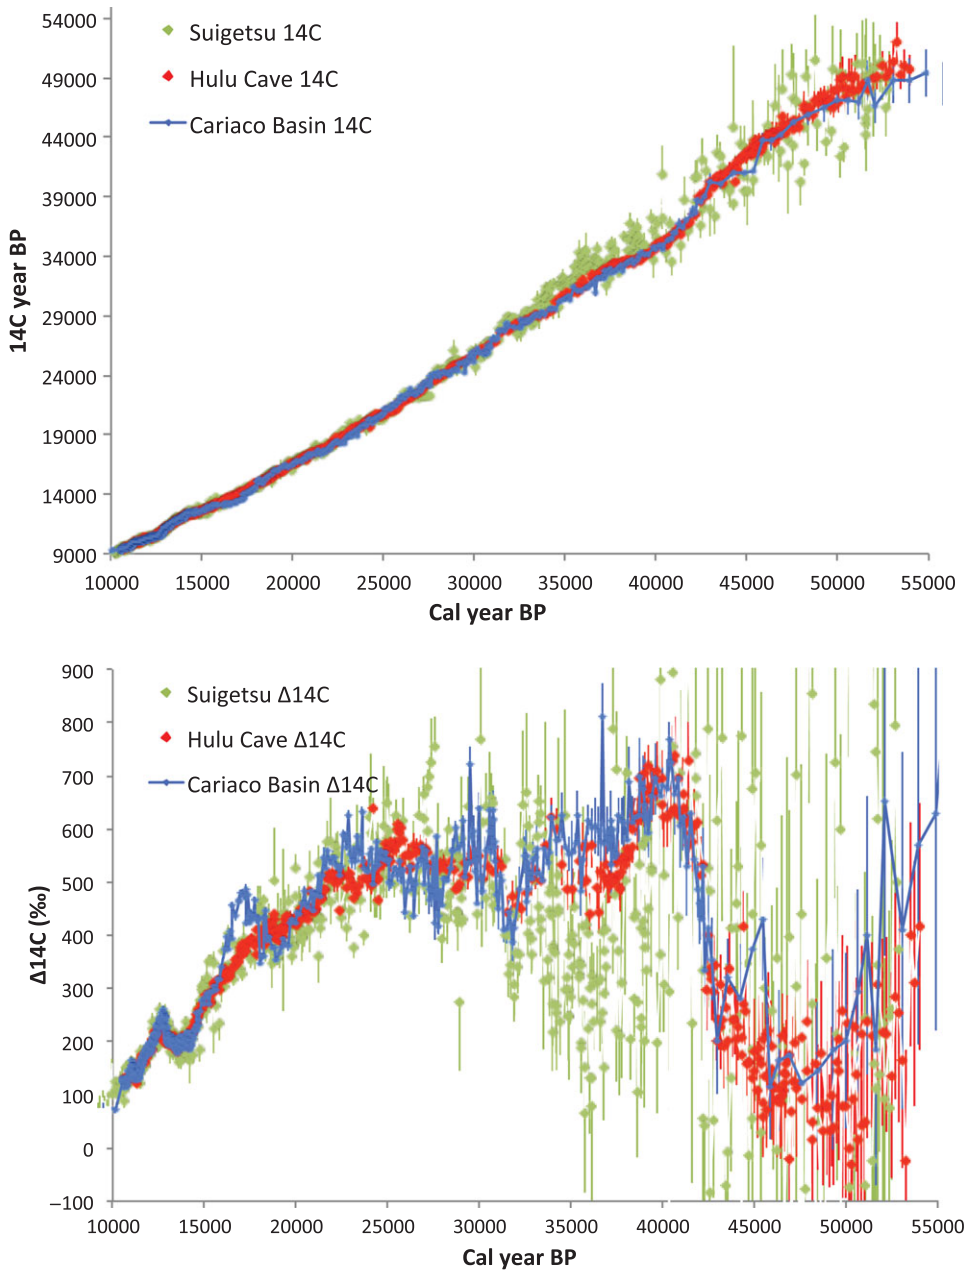 54000
49000
44000
39000
34000
29000
24000
19000
14000
9000
14C year BP
Suigetsu 14C
Hulu Cave 14C
Cariaco Basin 14C
10000 15000 20000 25000 30000 35000 40000 45000 50000 55000
Cal year BP
900
800
700
600
500
400
300
200
100
0
–100
Δ14C (‰)
Suigetsu Δ14C
Hulu Cave Δ14C
Cariaco Basin Δ14C
10000 15000 20000 25000 30000 35000 40000 45000 50000 55000
Cal year BP